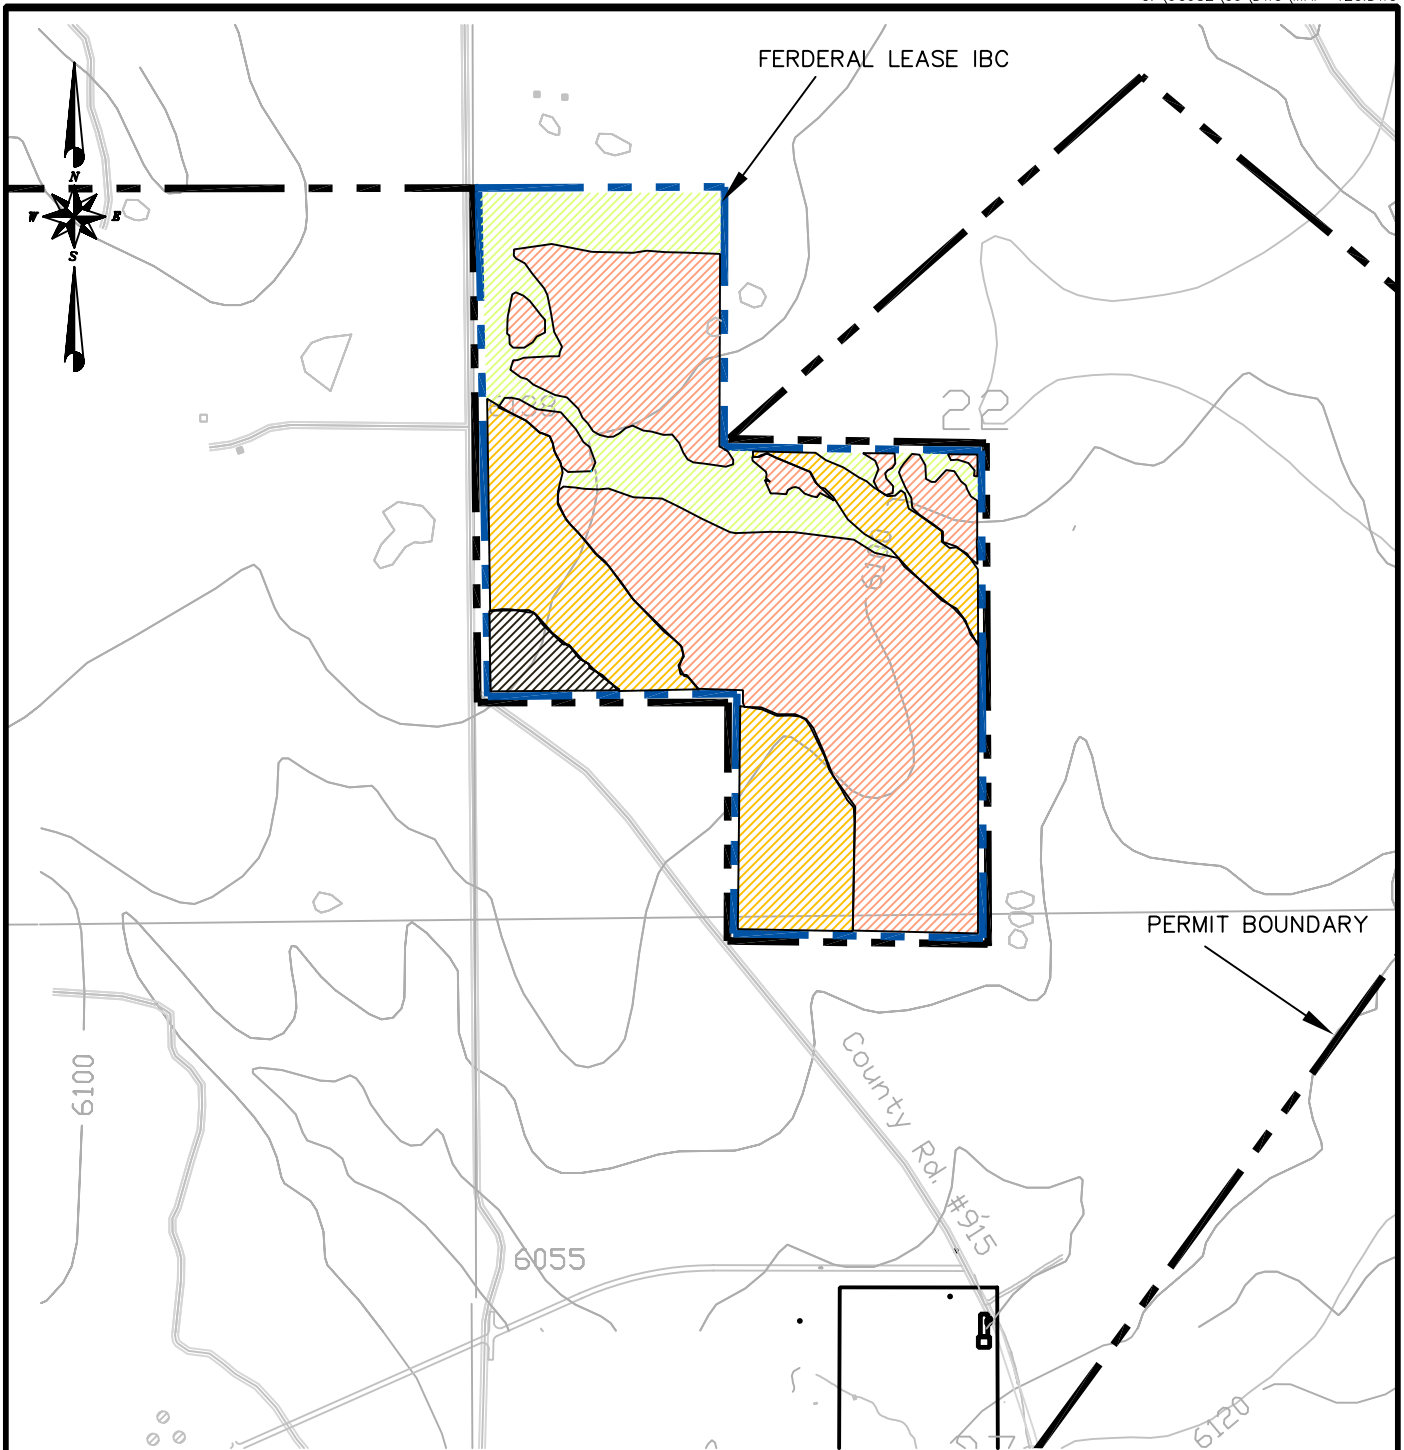 FERDERAL LEASE IBC
N
W
E
S
22
PERMIT BOUNDARY
6100
County Rd. #915
6055
6120